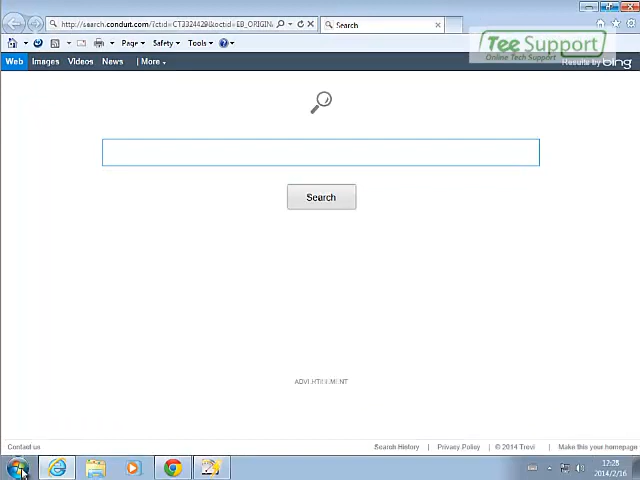 http://search.conduit.com/?ctid=CT3324429&octid=EB_ORIGIN
Search
Page
Safety
Tools
Tee Support
Online Tech Support
Web Images Videos News | More
Results by bing
Search
Contact us
Search History | Privacy Policy | © 2014 Trovi | Make this your homepage
12:25
2014/2/16